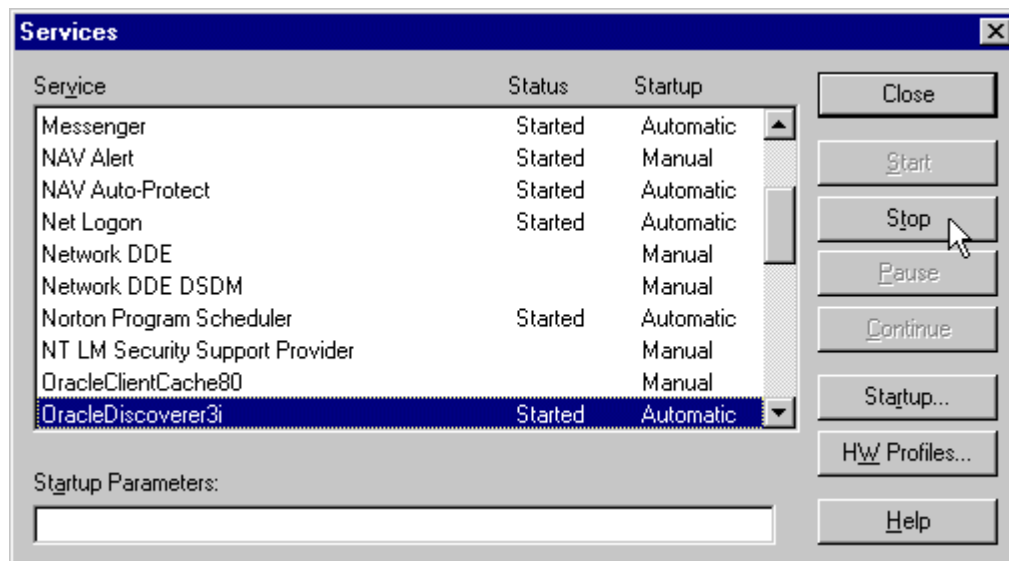 Services
Service Status Startup
Close
Messenger Started Automatic
NAV Alert Started Manual
Start
NAV Auto-Protect Started Automatic
Net Logon Started Automatic
Stop
Network DDE Manual
Network DDE DSDM Manual
Pause
Norton Program Scheduler Started Automatic
Continue
NT LM Security Support Provider Manual
OracleClientCache80 Manual
Startup...
OracleDiscoverer3i Started Automatic
HW Profiles...
Startup Parameters:
Help